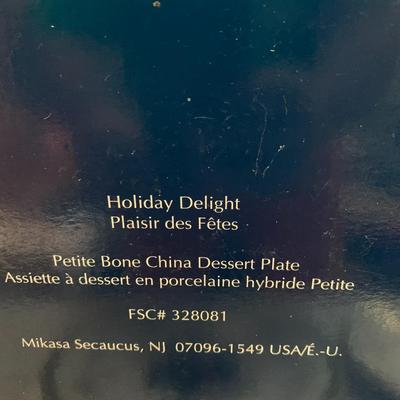 Holiday Delight
Plaisir des Fêtes
Petite Bone China Dessert Plate
Assiette à dessert en porcelaine hybride Petite
FSC# 328081
Mikasa Secaucus, NJ 07096-1549 USA/É.-U.